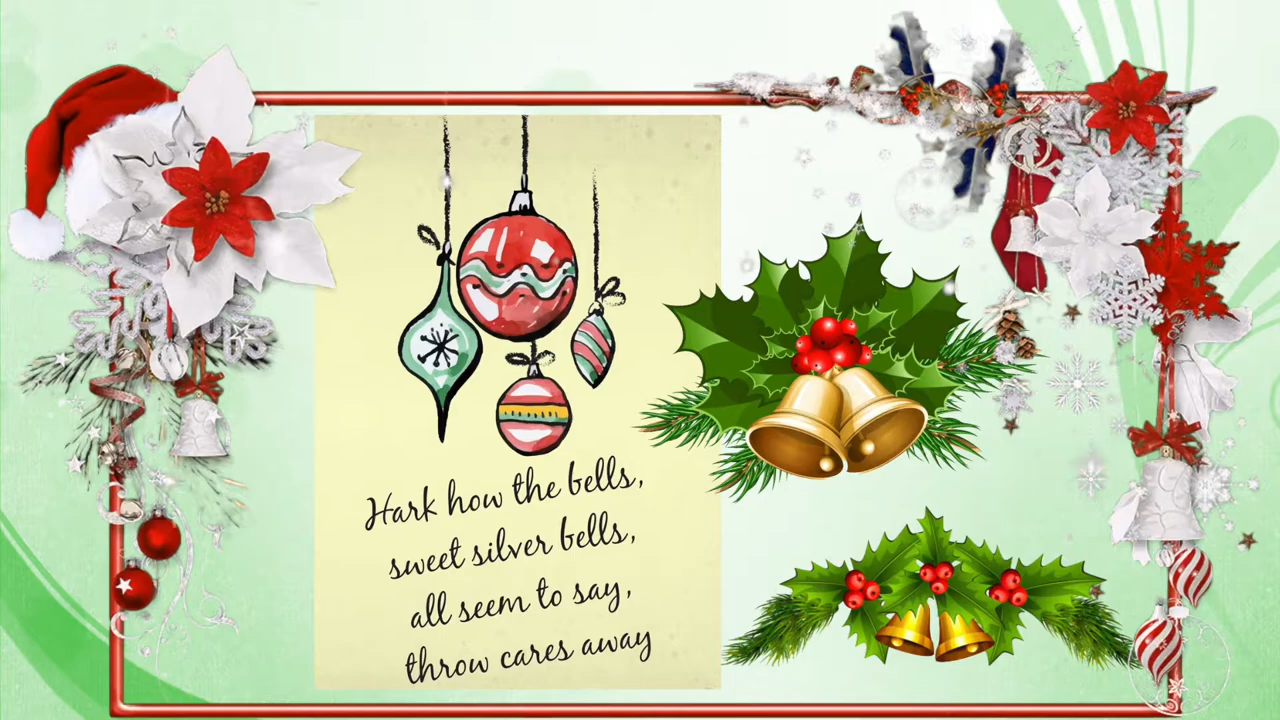 Hark how the bells,
sweet silver bells,
all seem to say,
throw cares away